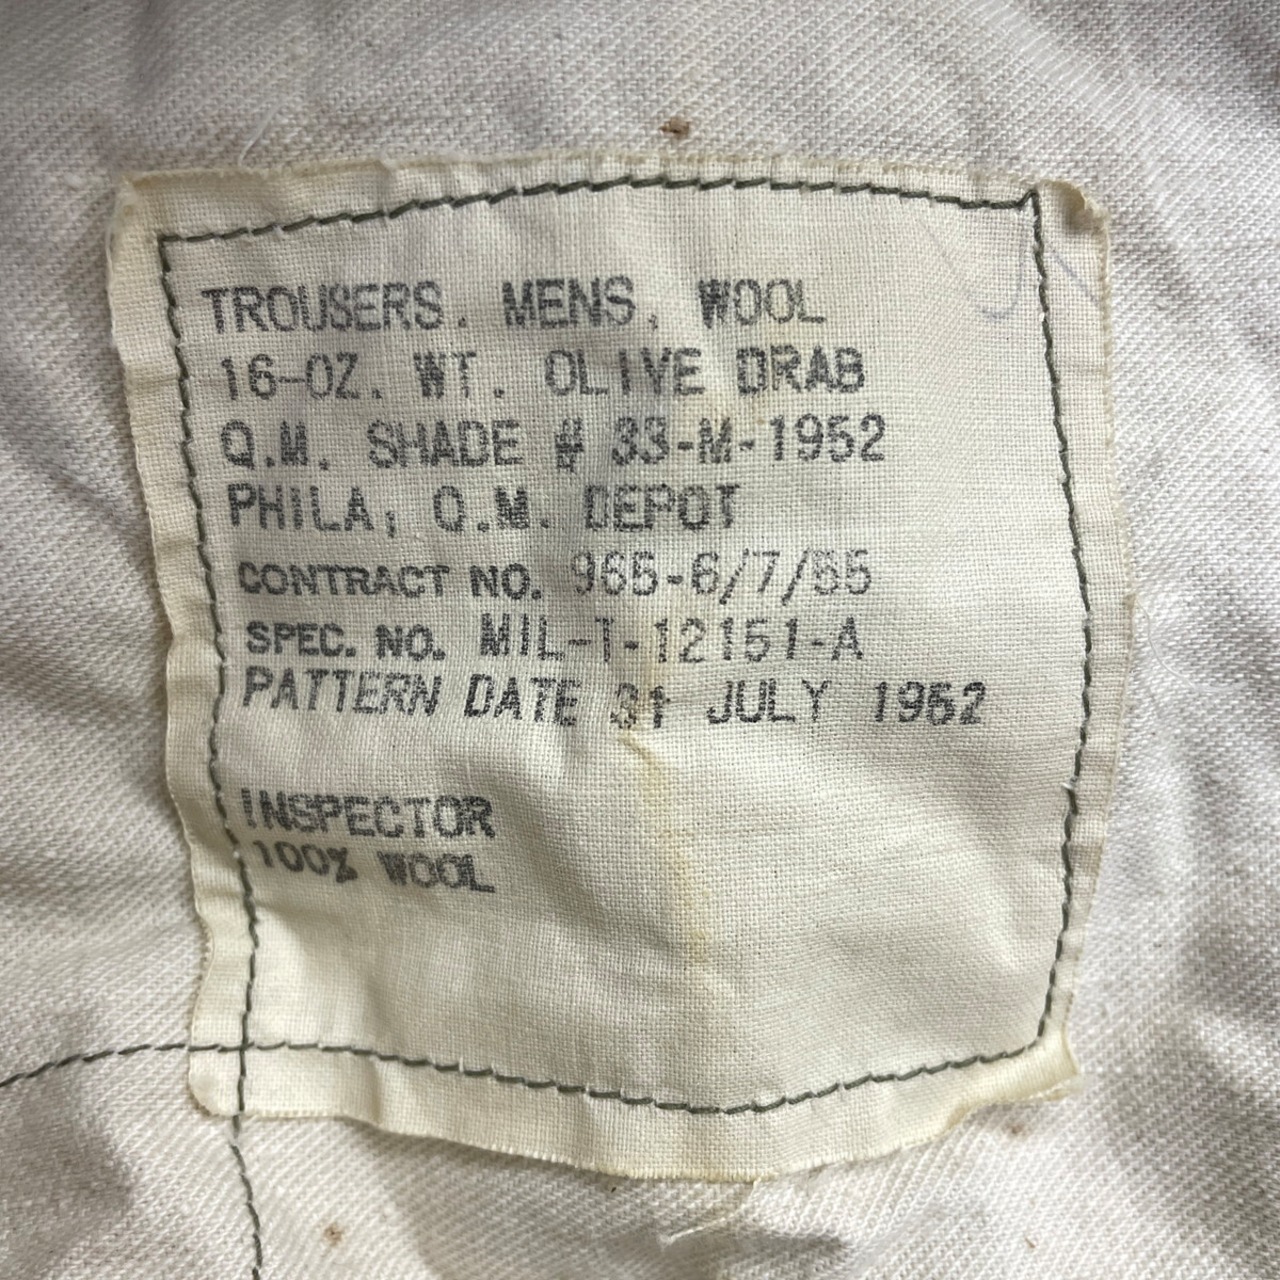 TROUSERS, MENS, WOOL
16-OZ. WT. OLIVE DRAB
Q.M. SHADE # 33-M-1952
PHILA; Q.M. DEPOT
CONTRACT NO. 965-6/7/55
SPEC. NO. MIL-T-12151-A
PATTERN DATE 31 JULY 1952
INSPECTOR
100% WOOL